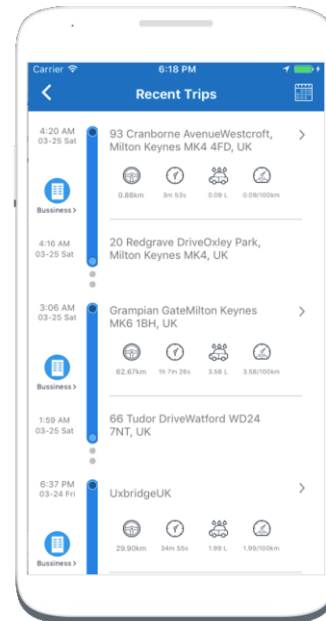 Carrier 6:18 PM
Recent Trips
4:20 AM
03-25 Sat
93 Cranborne AvenueWestcroft,
Milton Keynes MK4 4FD, UK
0.88km 3m 53s 0.09 L 0.09/100km
Bussiness >
4:16 AM
03-25 Sat
20 Redgrave DriveOxley Park,
Milton Keynes MK4, UK
3:06 AM
03-25 Sat
Grampian GateMilton Keynes
MK6 1BH, UK
62.67km 1h 7m 26s 3.58 L 3.58/100km
Bussiness >
1:59 AM
03-25 Sat
66 Tudor DriveWatford WD24
7NT, UK
6:37 PM
03-24 Fri
UxbridgeUK
29.90km 34m 55s 1.99 L 1.99/100km
Bussiness >